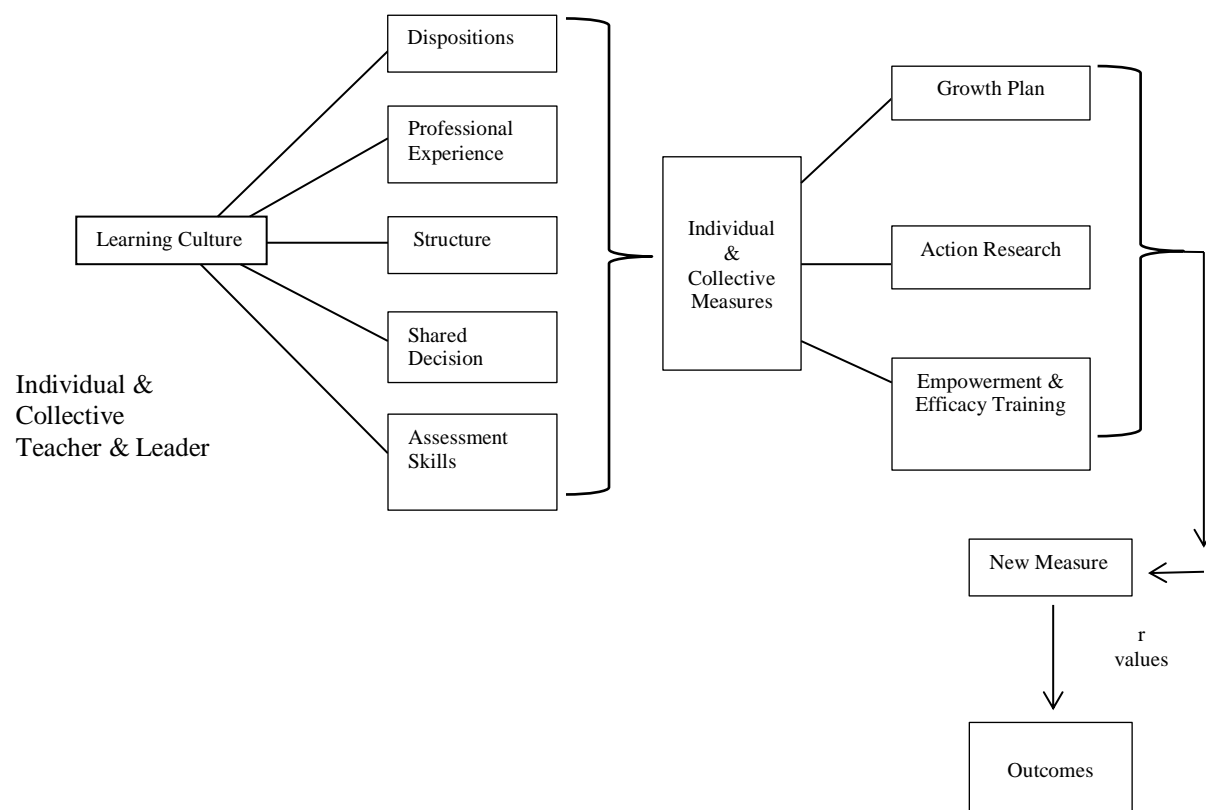 Dispositions
Professional
Experience
Learning Culture
Structure
Shared
Decision
Assessment
Skills
Individual &
Collective
Teacher & Leader
Individual
&
Collective
Measures
Growth Plan
Action Research
Empowerment &
Efficacy Training
New Measure
r
values
Outcomes